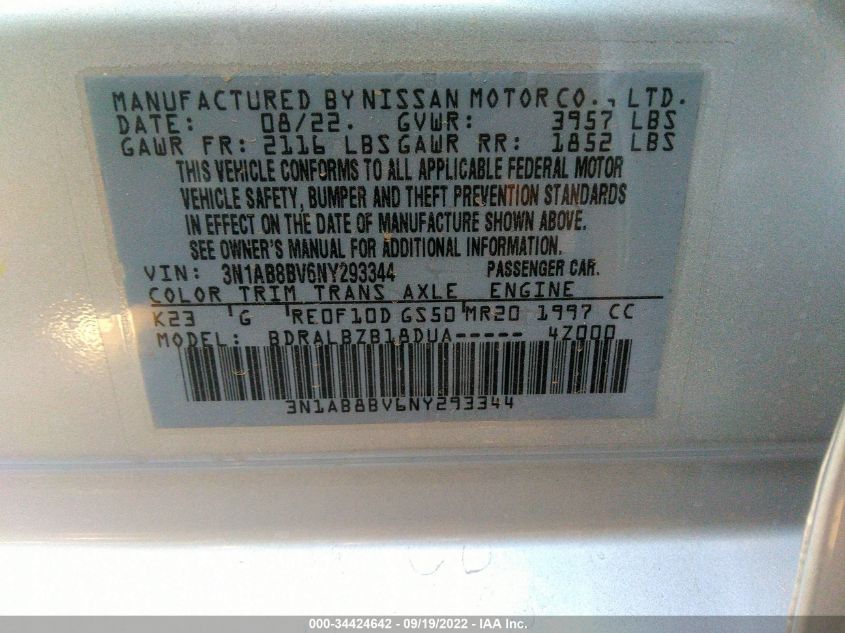 MANUFACTURED BY NISSAN MOTOR CO., LTD.
DATE: 08/22. GVWR: 3957 LBS
GAWR FR: 2116 LBS GAWR RR: 1852 LBS
THIS VEHICLE CONFORMS TO ALL APPLICABLE FEDERAL MOTOR
VEHICLE SAFETY, BUMPER AND THEFT PREVENTION STANDARDS
IN EFFECT ON THE DATE OF MANUFACTURE SHOWN ABOVE.
SEE OWNER'S MANUAL FOR ADDITIONAL INFORMATION.
VIN: 3N1AB8BV6NY293344 PASSENGER CAR.
COLOR TRIM TRANS AXLE ENGINE
K23 G RE0F10D GS50 MR20 1997 CC
MODEL: BDRALBZB18DUA----- 4Z000
3N1AB8BV6NY293344
000-34424642 - 09/19/2022 - IAA Inc.